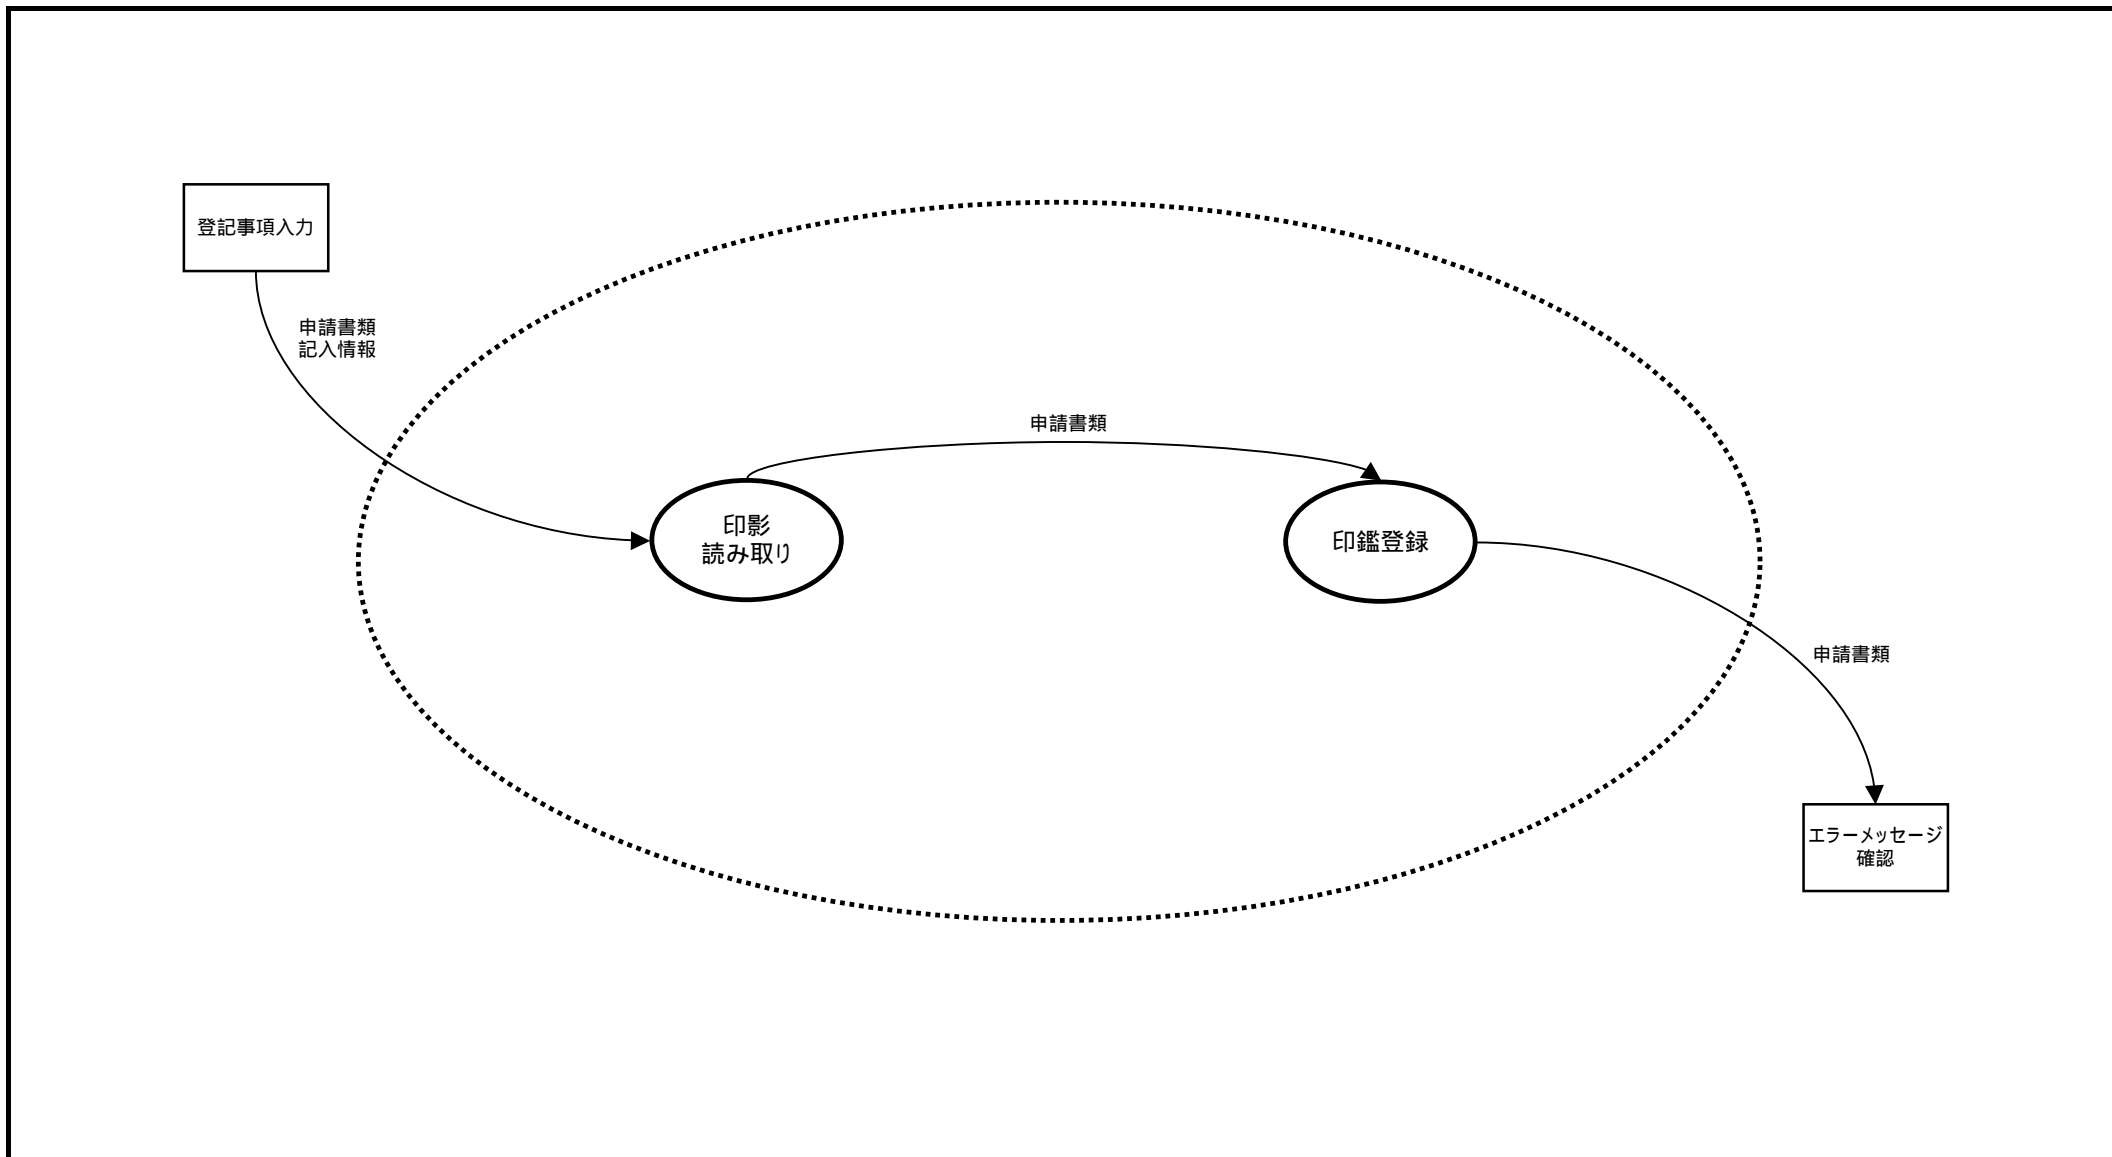 登記事項入力
申請書類
記入情報
申請書類
印影
読み取り
印鑑登録
申請書類
エラーメッセージ
確認